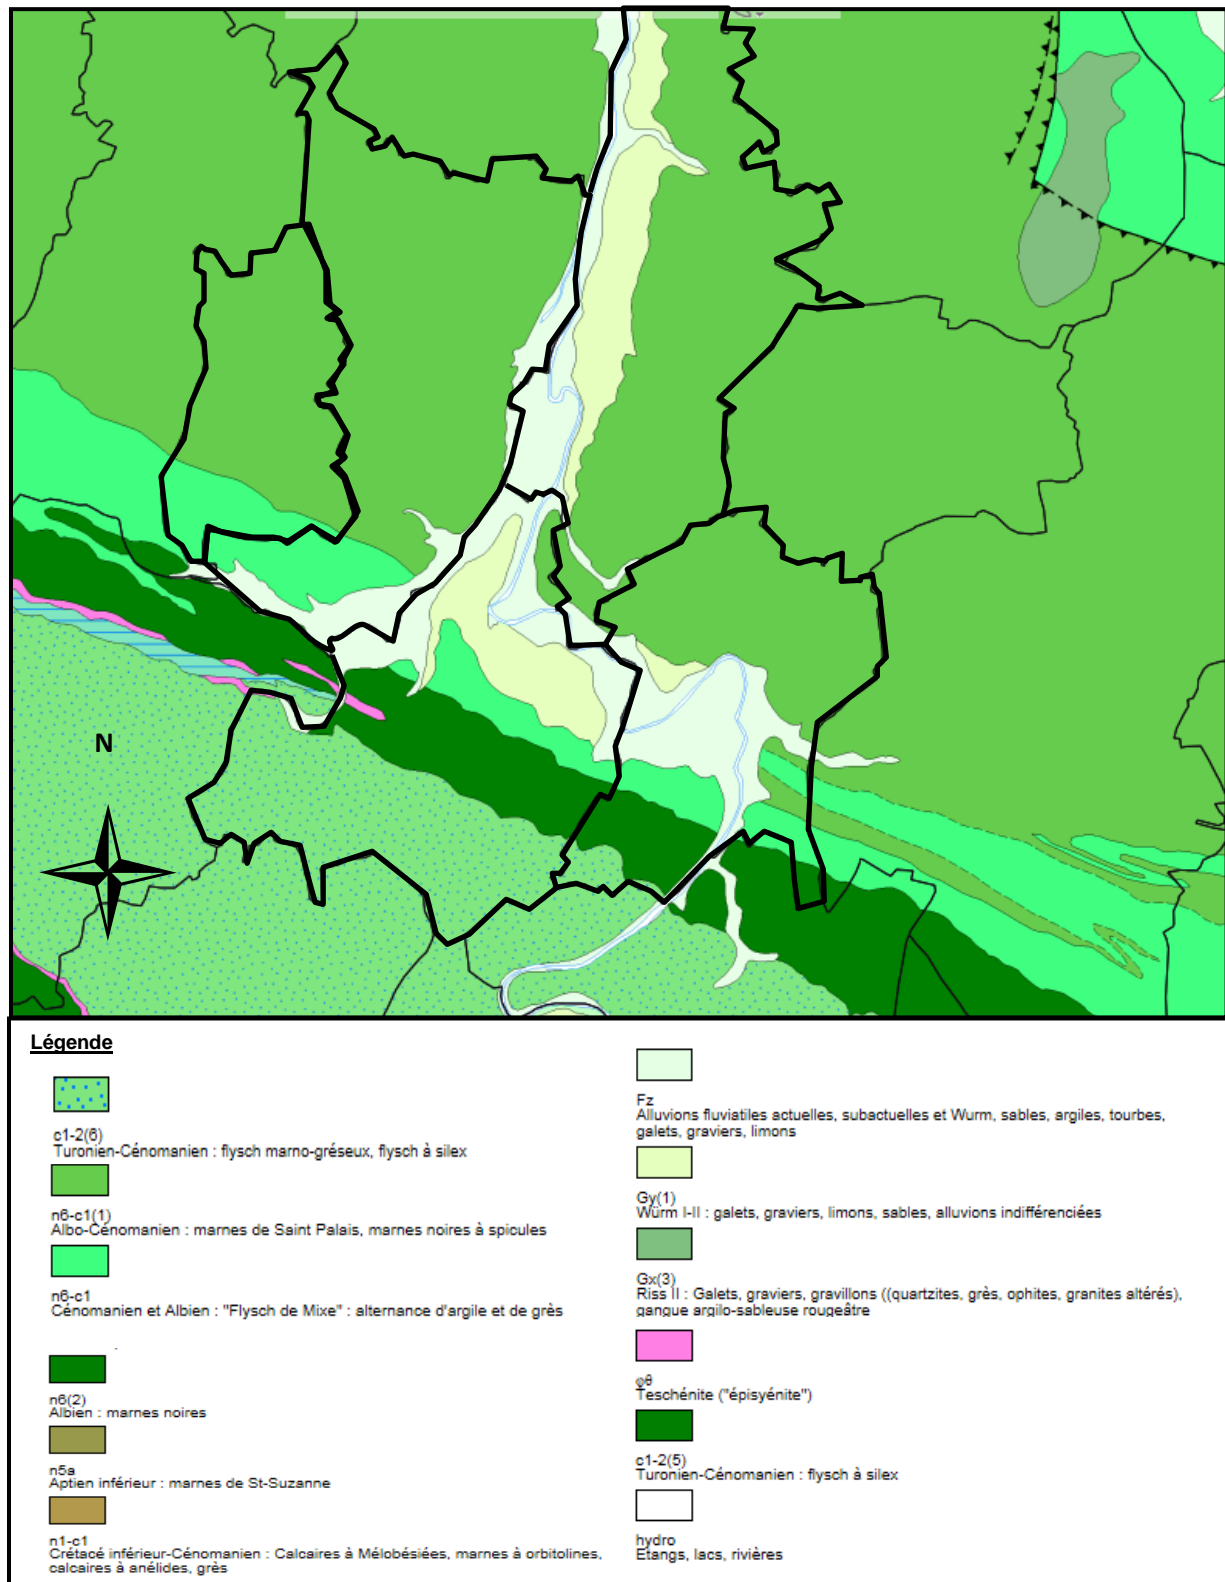 N
Légende
c1-2(6)
Turonien-Cénomanien : flysch marno-gréseux, flysch à silex
n6-c1(1)
Albo-Cénomanien : marnes de Saint Palais, marnes noires à spicules
n6-c1
Cénomanien et Albien : "Flysch de Mixe" : alternance d'argile et de grès
n6(2)
Albien : marnes noires
n5a
Aptien inférieur : marnes de St-Suzanne
n1-c1
Crétacé inférieur-Cénomanien : Calcaires à Mélobésiées, marnes à orbitolines,
calcaires à anélides, grès
Fz
Alluvions fluviatiles actuelles, subactuelles et Wurm, sables, argiles, tourbes,
galets, graviers, limons
Gy(1)
Würm I-II : galets, graviers, limons, sables, alluvions indifférenciées
Gx(3)
Riss II : Galets, graviers, gravillons ((quartzites, grès, ophites, granites altérés),
gangue argilo-sableuse rougeâtre
φθ
Teschénite ("épisyénite")
c1-2(5)
Turonien-Cénomanien : flysch à silex
hydro
Etangs, lacs, rivières